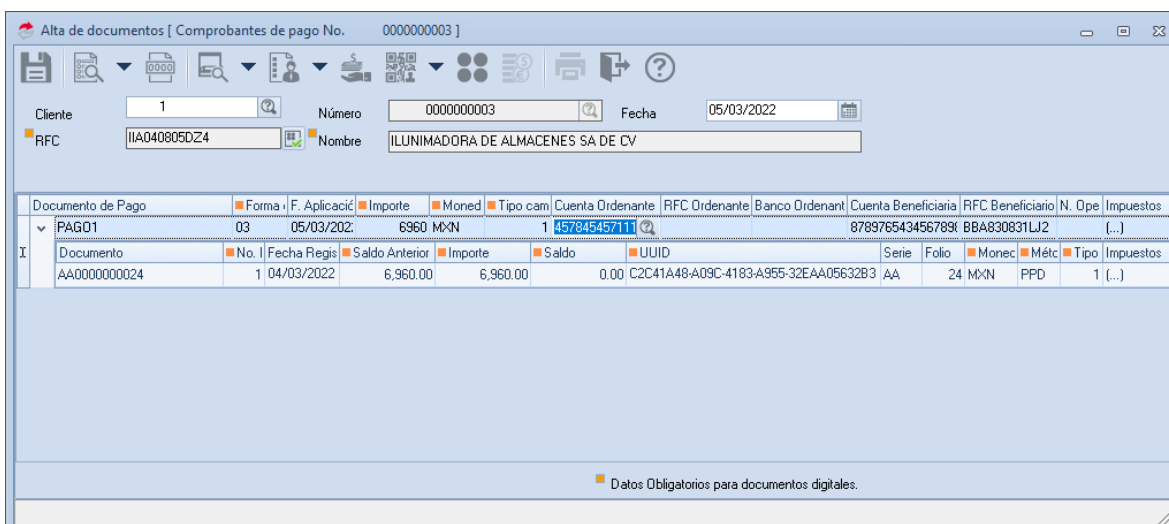 Alta de documentos [ Comprobantes de pago No. 0000000003 ]
0000
Cliente 1 Número 0000000003 Fecha 05/03/2022
RFC IIA040805DZ4 Nombre ILUNIMADORA DE ALMACENES SA DE CV
Documento de Pago Forma F. Aplicació Importe Moned Tipo cam Cuenta Ordenante RFC Ordenante Banco Ordenant Cuenta Beneficiaria RFC Beneficiario N. Ope Impuestos
PAGO1 03 05/03/202 6960 MXN 1 457845457111 BBA830831LJ2 (...)
Documento No. Fecha Regis Saldo Anterior Importe Saldo UUID Serie Folio Monec Méto Tipo Impuestos
AA0000000024 1 04/03/2022 6,960.00 6,960.00 0.00 C2C41A48-A09C-4183-A955-32EAA05632B3 AA 24 MXN PPD 1 (...)
Datos Obligatorios para documentos digitales.